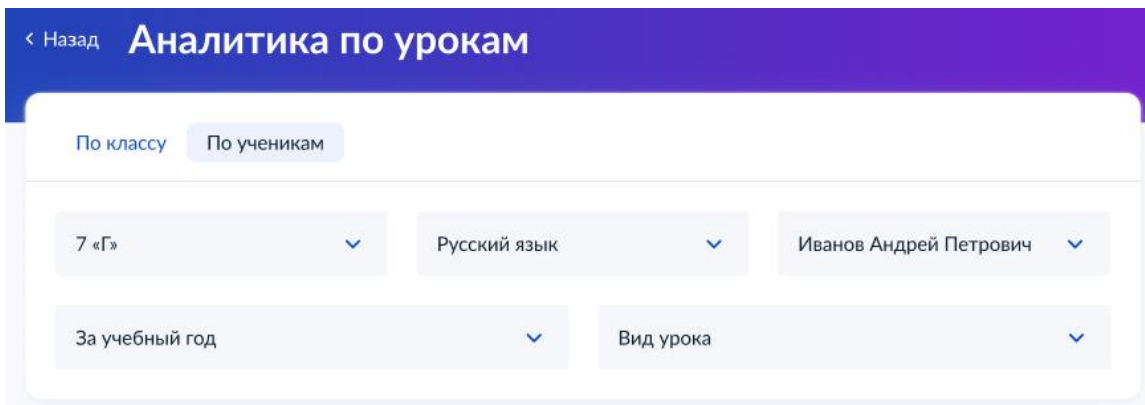 Назад Аналитика по урокам
По классу По ученикам
7 «Г» Русский язык Иванов Андрей Петрович
За учебный год Вид урока